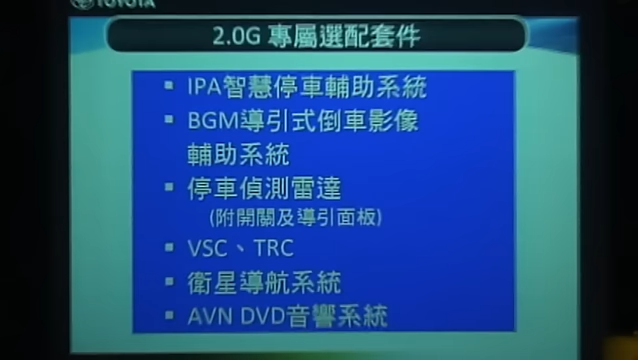 TOYOTA
2.0G 專屬選配套件
▪ IPA智慧停車輔助系統
▪ BGM導引式倒車影像
輔助系統
▪ 停車偵測雷達
(附開關及導引面板)
▪ VSC、TRC
▪ 衛星導航系統
▪ AVN DVD音響系統